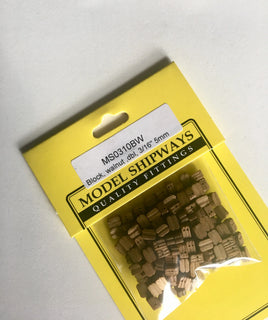 MS0310BW
Block, walnut, dbl, 3/16" 5mm
MODEL SHIPWAYS
QUALITY FITTINGS